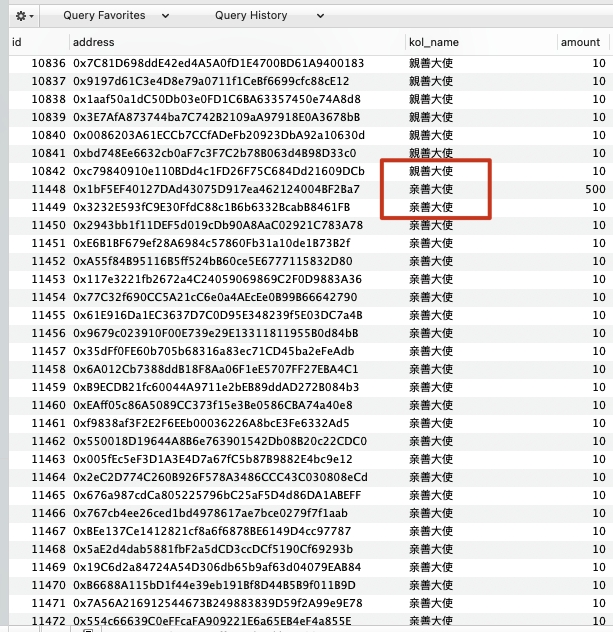 Query Favorites Query History
id address kol_name amount
10836 0x7C81D698ddE42ed4A5A0fD1E4700BD61A9400183 親善大使 10
10837 0x9197d61C3e4D8e79a0711f1CeBf6699cfc88cE12 親善大使 10
10838 0x1aaf50a1dC50Db03e0FD1C6BA63357450e74A8d8 親善大使 10
10839 0x3E7AfA873744ba7C742B2109aA97918E0A3678bB 親善大使 10
10840 0x0086203A61ECCb7CCfADeFb20923DbA92a10630d 親善大使 10
10841 0xbd748Ee6632cb0aF7c3F7C2b78B063d4B98D33c0 親善大使 10
10842 0xc79840910e110BDd4c1FD26F75C684Dd21609DCb 親善大使 10
11448 0x1bF5EF40127DAd43075D917ea462124004BF2Ba7 亲善大使 500
11449 0x3232E593fC9E30FfdC88c1B6b6332BcabB8461FB 亲善大使 10
11450 0x2943bb1f11DEF5d019cDb90A8AaC02921C783A78 亲善大使 10
11451 0xE6B1BF679ef28A6984c57860Fb31a10de1B73B2f 亲善大使 10
11452 0xA55f84B95116B5ff524bB60ce5E6777115832D80 亲善大使 10
11453 0x117e3221fb2672a4C24059069869C2F0D9883A36 亲善大使 10
11454 0x77C32f690CC5A21cC6e0a4AEcEe0B99B66642790 亲善大使 10
11455 0x61E916Da1EC3637D7C0D95E348239f5E03DC7a4B 亲善大使 10
11456 0x9679c023910F00E739e29E13311811955B0d84bB 亲善大使 10
11457 0x35dFf0FE60b705b68316a83ec71CD45ba2eFeAdb 亲善大使 10
11458 0x6A012Cb7388ddB18F8Aa06F1eE5707FF27EBA4C1 亲善大使 10
11459 0xB9ECDB21fc60044A9711e2bEB89ddAD272B084b3 亲善大使 10
11460 0xEAff05c86A5089CC373f15e3Be0586CBA74a40e8 亲善大使 10
11461 0xf9838af3F2E2F6EEb00036226A8bcE3Fe6332Ad5 亲善大使 10
11462 0x550018D19644A8B6e763901542Db08B20c22CDC0 亲善大使 10
11463 0x005fEc5eF3D1A3E4D7a67fC5b87B9882E4bc9e12 亲善大使 10
11464 0x2eC2D774C260B926F578A3486CCC43C030808eCd 亲善大使 10
11465 0x676a987cdCa805225796bC25aF5D4d86DA1ABEFF 亲善大使 10
11466 0x767cb4ee26ced1bd4978617ae7bce0279f7f1aab 亲善大使 10
11467 0xBEe137Ce1412821cf8a6f6878BE6149D4cc97787 亲善大使 10
11468 0x5aE2d4dab5881fbF2a5dCD3ccDCf5190Cf69293b 亲善大使 10
11469 0x19C6d2a84724A54D306db65b9af63d04079EAB84 亲善大使 10
11470 0xB6688A115bD1f44e39eb191Bf8D44B5B9f011B9D 亲善大使 10
11471 0x7A56A216912544673B249883839D59f2A99e9E78 亲善大使 10
11472 0x554c66639C0eFFcaFA909221E6a65EB4eF4a855E 亲善大使 10